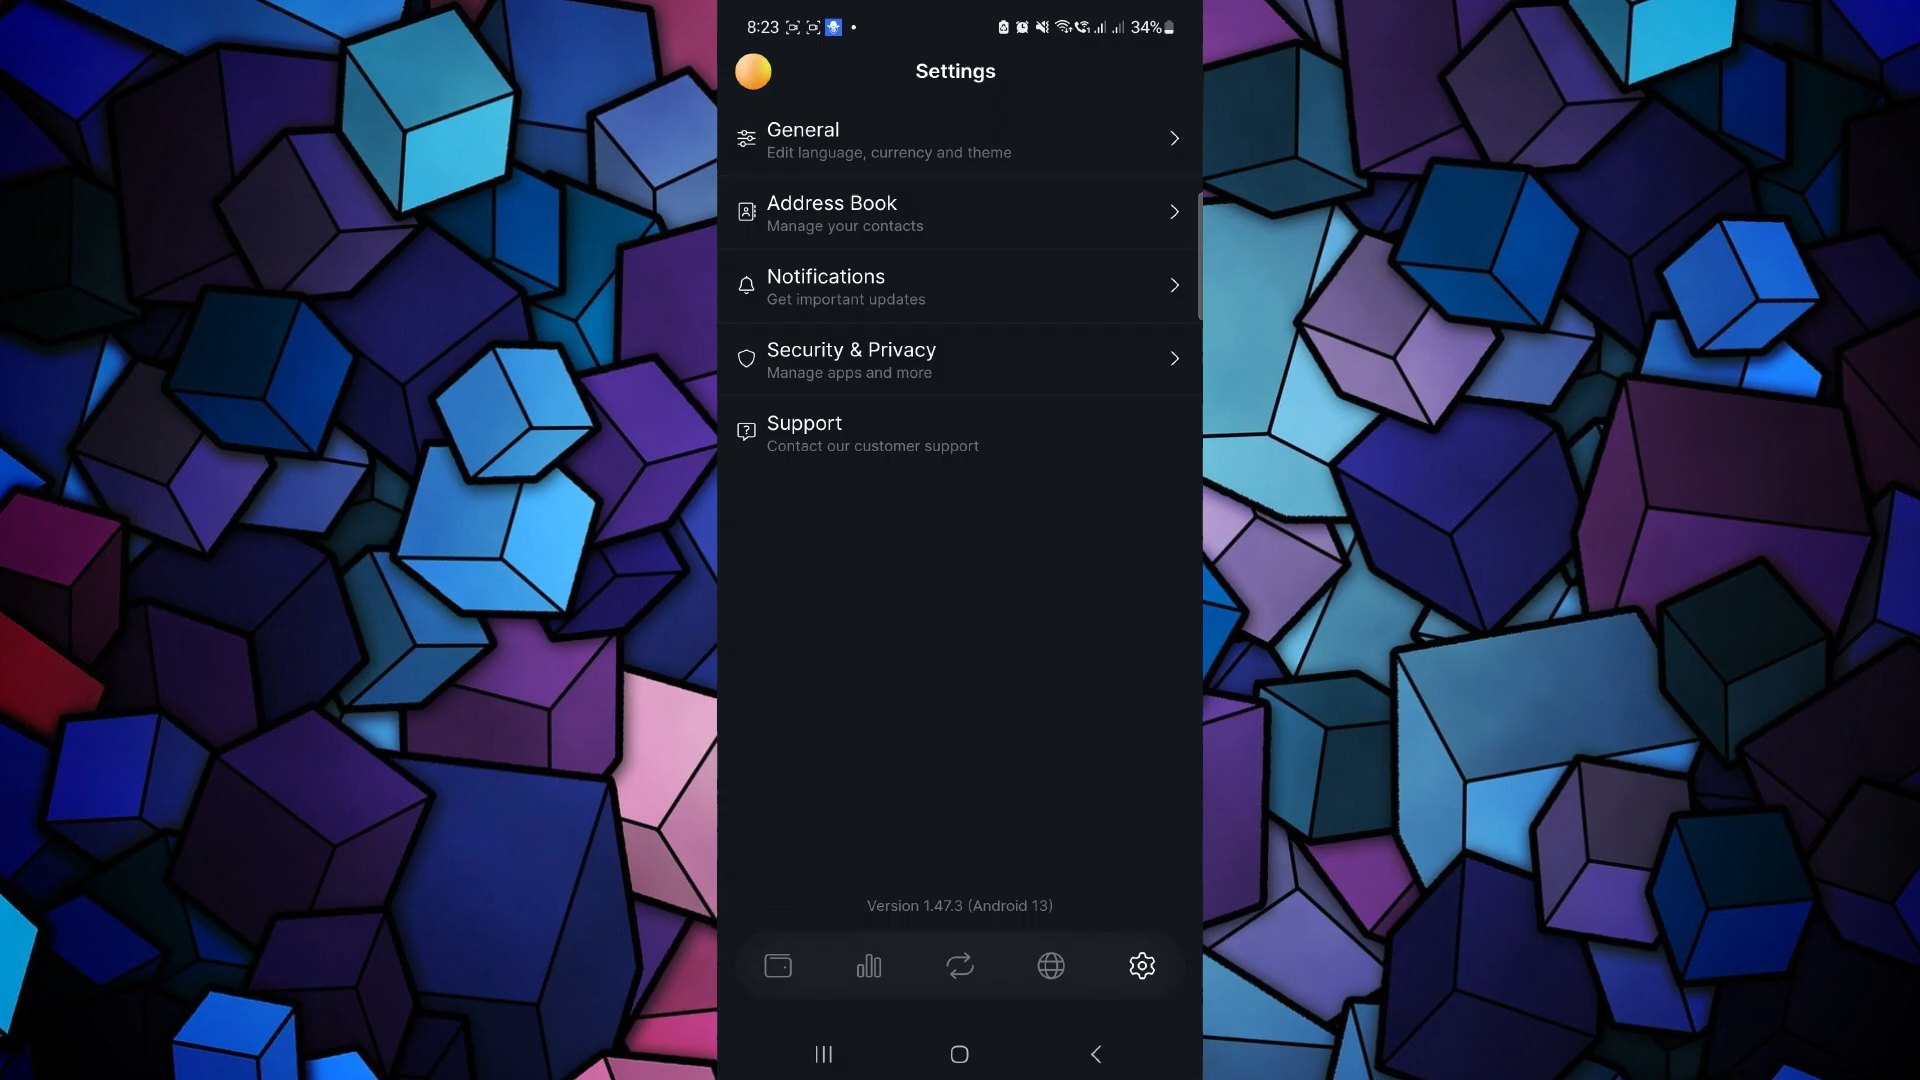 8:23
34%
Settings
General
Edit language, currency and theme
Address Book
Manage your contacts
Notifications
Get important updates
Security & Privacy
Manage apps and more
Support
Contact our customer support
Version 1.47.3 (Android 13)